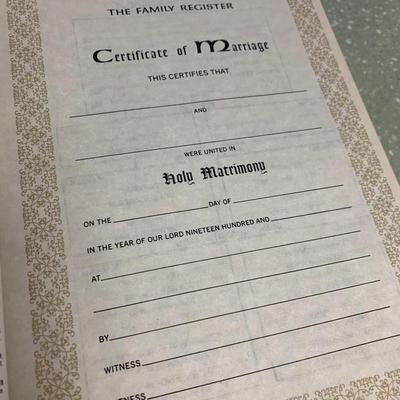 THE FAMILY REGISTER
Certificate of Marriage
THIS CERTIFIES THAT
AND
WERE UNITED IN
Holy Matrimony
ON THE DAY OF
IN THE YEAR OF OUR LORD NINETEEN HUNDRED AND
AT
BY
WITNESS
WITNESS